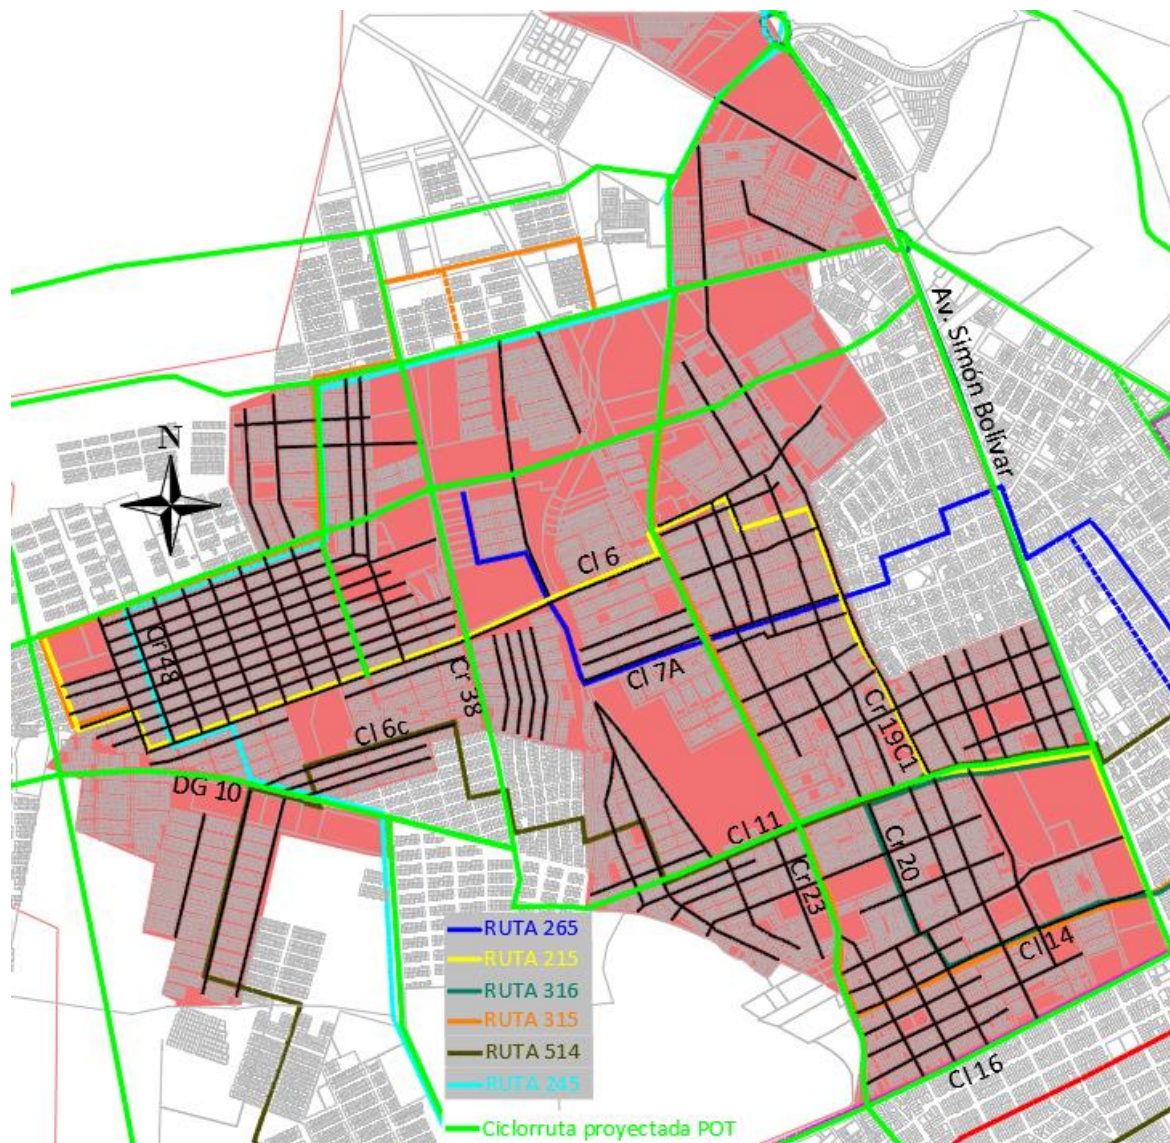 Av. Simón Bolívar
N
Cl 6
Cr 48
Cl 7A
Cr 38
Cr 19C1
Cl 6c
DG 10
Cl 11
Cr 20
Cr23
Cl 14
Cl 16
RUTA 265
RUTA 215
RUTA 316
RUTA 315
RUTA 514
RUTA 245
Ciclorruta proyectada POT